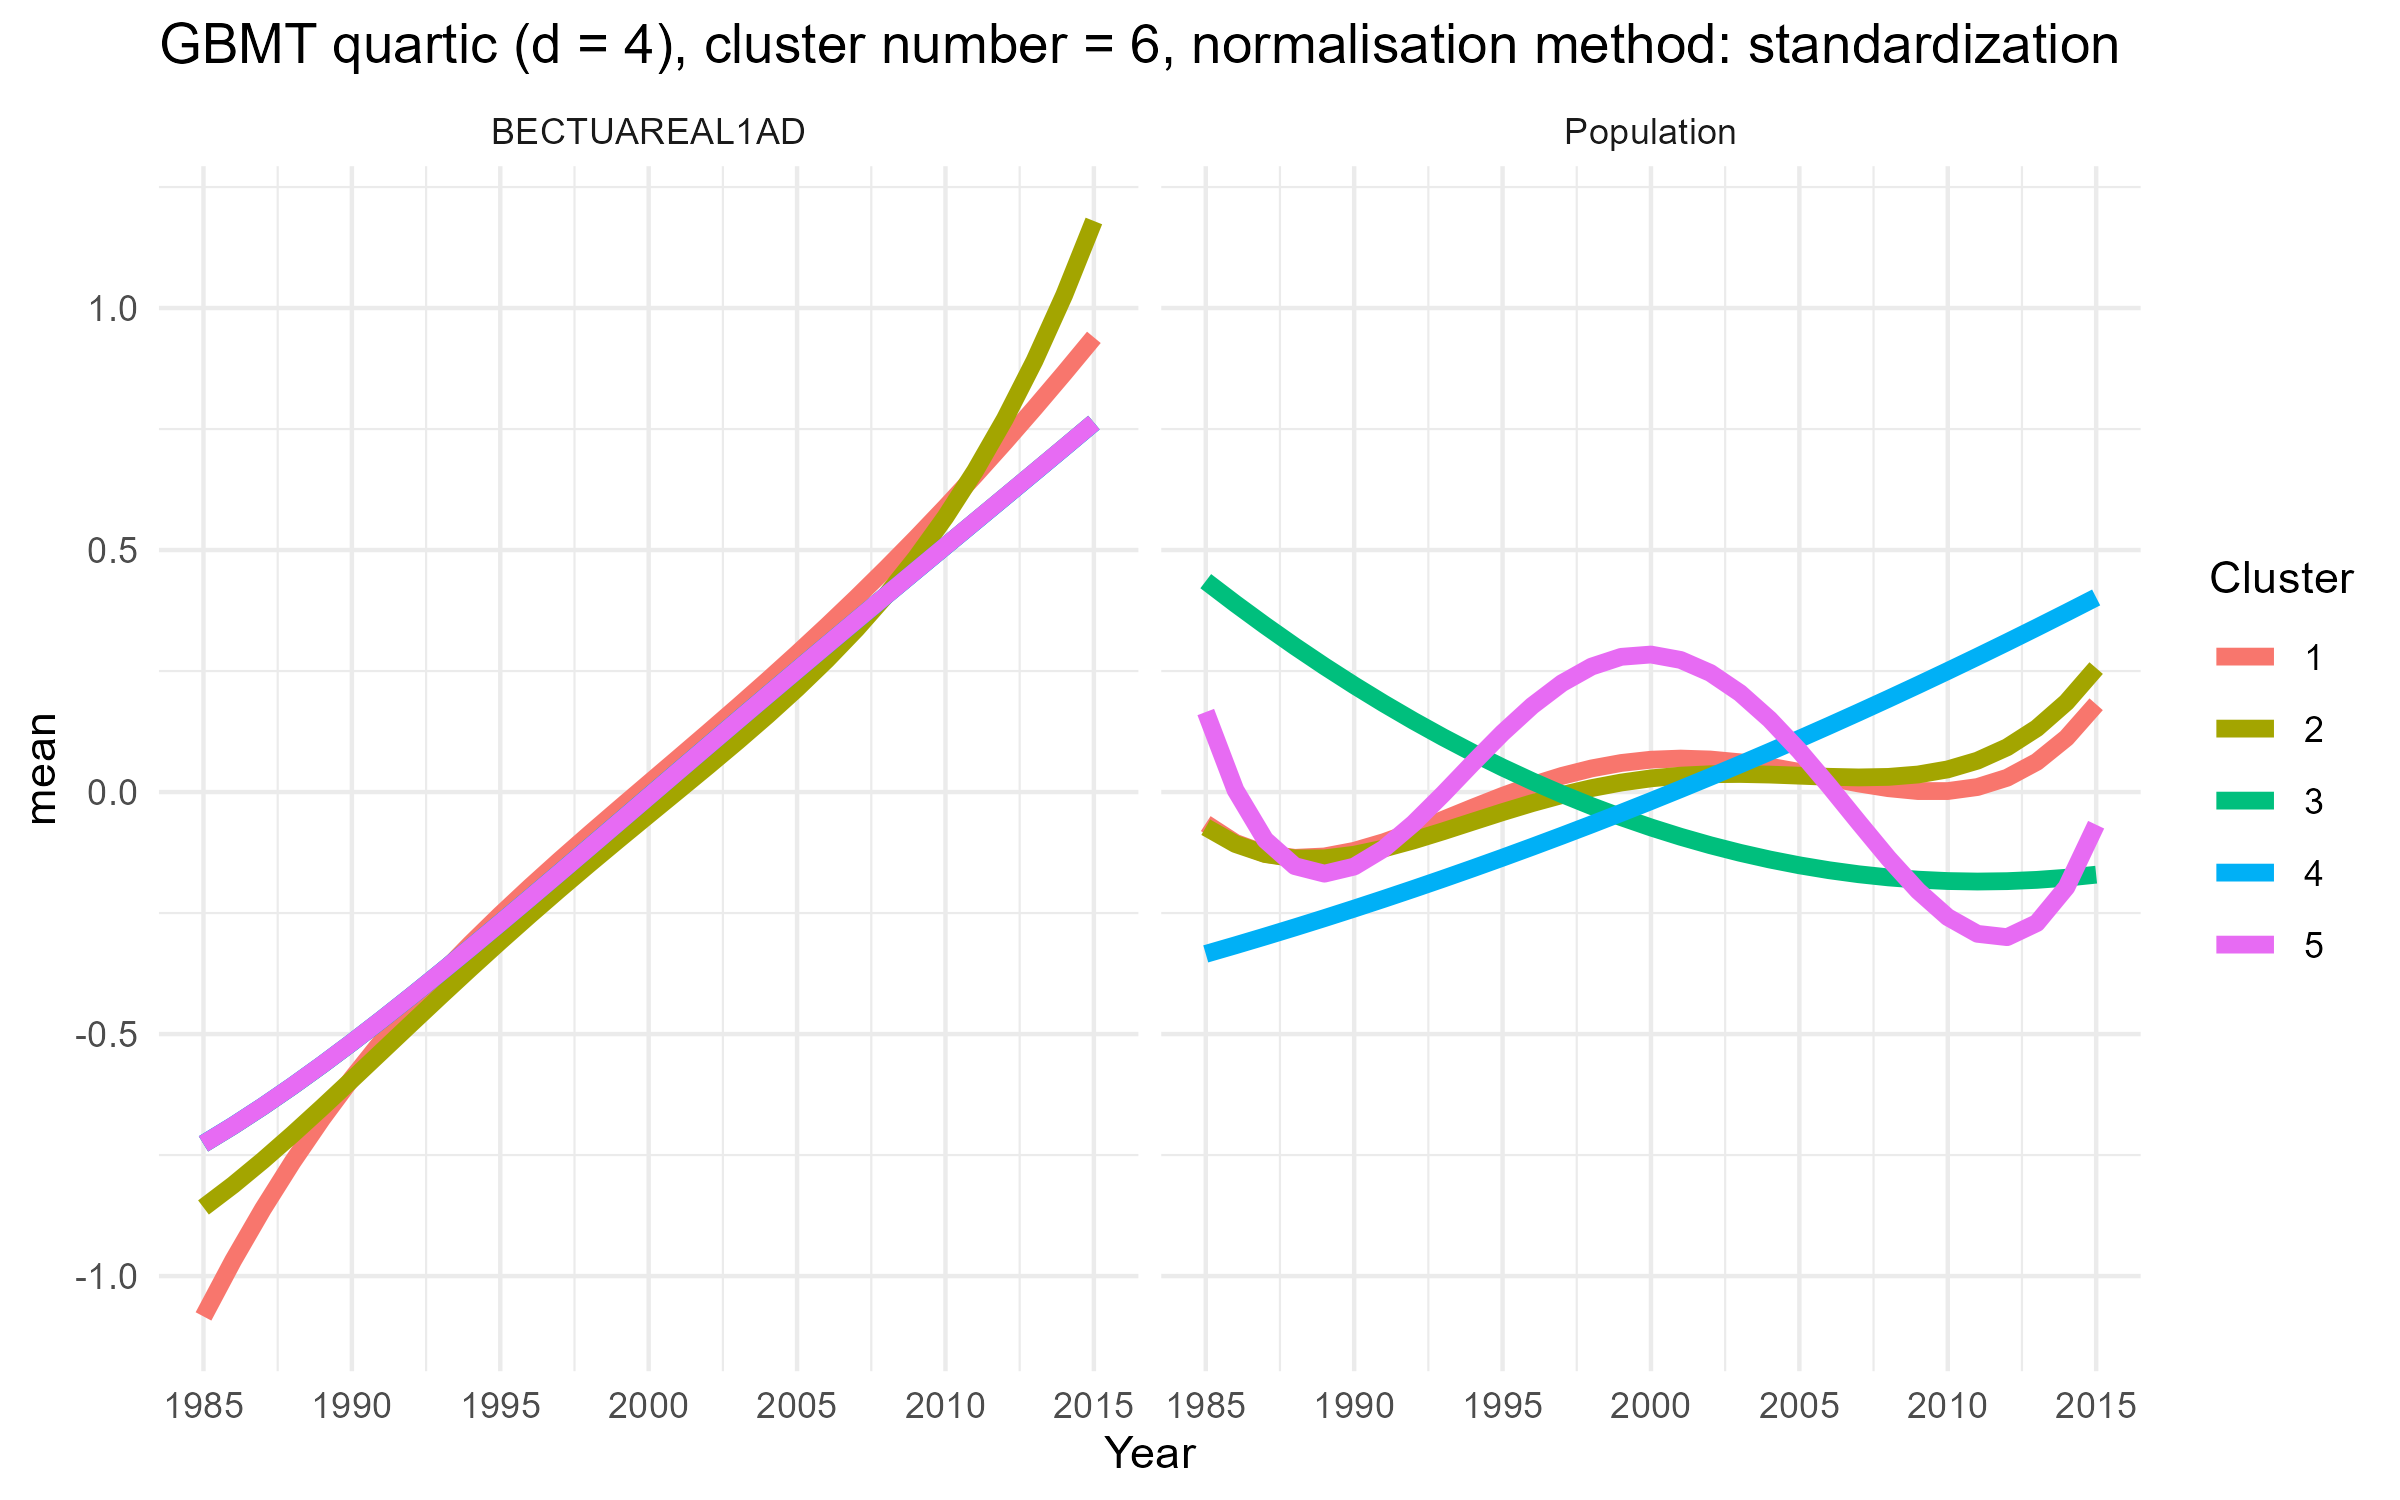 GBMT quartic (d = 4), cluster number = 6, normalisation method: standardization
BECTUAREAL1AD
Population
1.0
0.5
0.0
-0.5
-1.0
mean
1985 1990 1995 2000 2005 2010 2015
1985 1990 1995 2000 2005 2010 2015
Year
Cluster
1
2
3
4
5